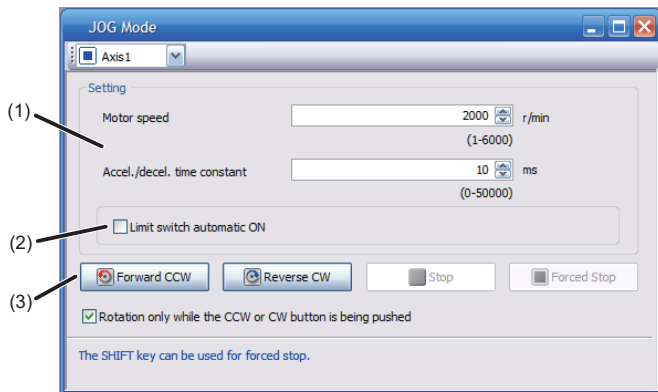 JOG Mode
Axis1
Setting
(1)
Motor speed 2000 r/min
(1-6000)
Accel./decel. time constant 10 ms
(0-50000)
(2)
Limit switch automatic ON
(3)
Forward CCW Reverse CW Stop Forced Stop
Rotation only while the CCW or CW button is being pushed
The SHIFT key can be used for forced stop.